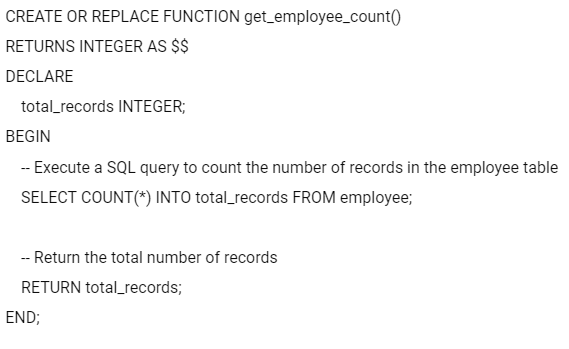 CREATE OR REPLACE FUNCTION get_employee_count()
RETURNS INTEGER AS $$
DECLARE
total_records INTEGER;
BEGIN
-- Execute a SQL query to count the number of records in the employee table
SELECT COUNT(*) INTO total_records FROM employee;
-- Return the total number of records
RETURN total_records;
END;